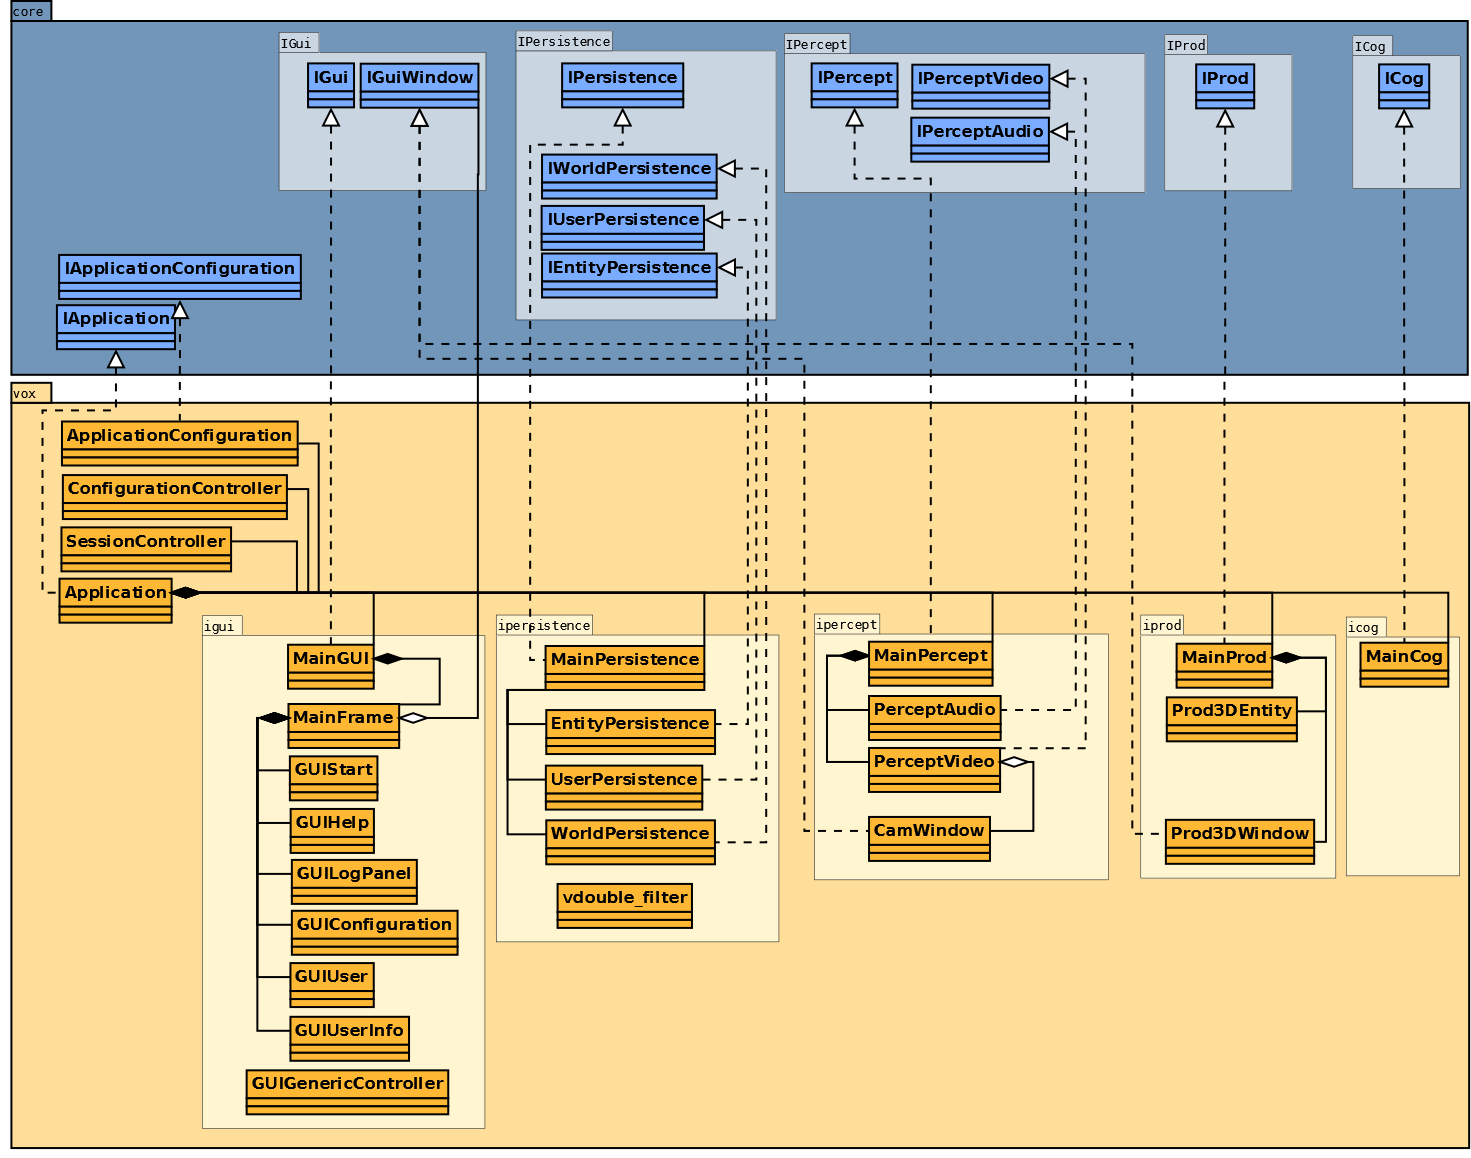 core
IGui
IGui
IGuiWindow
IPersistence
IPersistence
IWorldPersistence
IUserPersistence
IEntityPersistence
IPercept
IPercept
IPerceptVideo
IPerceptAudio
IProd
IProd
ICog
ICog
IApplicationConfiguration
IApplication
vox
ApplicationConfiguration
ConfigurationController
SessionController
Application
igui
MainGUI
MainFrame
GUIStart
GUIHelp
GUILogPanel
GUIConfiguration
GUIUser
GUIUserInfo
GUIGenericController
ipersistence
MainPersistence
EntityPersistence
UserPersistence
WorldPersistence
vdouble_filter
ipercept
MainPercept
PerceptAudio
PerceptVideo
CamWindow
iprod
MainProd
Prod3DEntity
Prod3DWindow
icog
MainCog